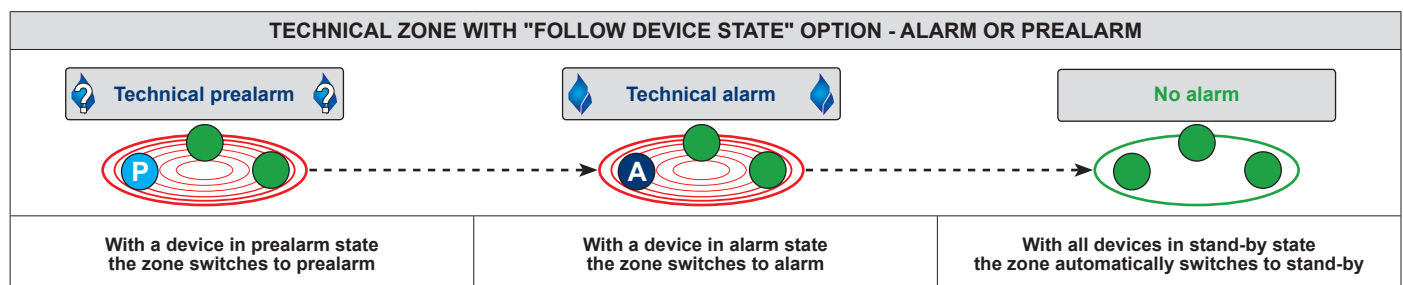 TECHNICAL ZONE WITH "FOLLOW DEVICE STATE" OPTION - ALARM OR PREALARM
? Technical prealarm ?
Technical alarm
No alarm
P
A
With a device in prealarm state
the zone switches to prealarm
With a device in alarm state
the zone switches to alarm
With all devices in stand-by state
the zone automatically switches to stand-by